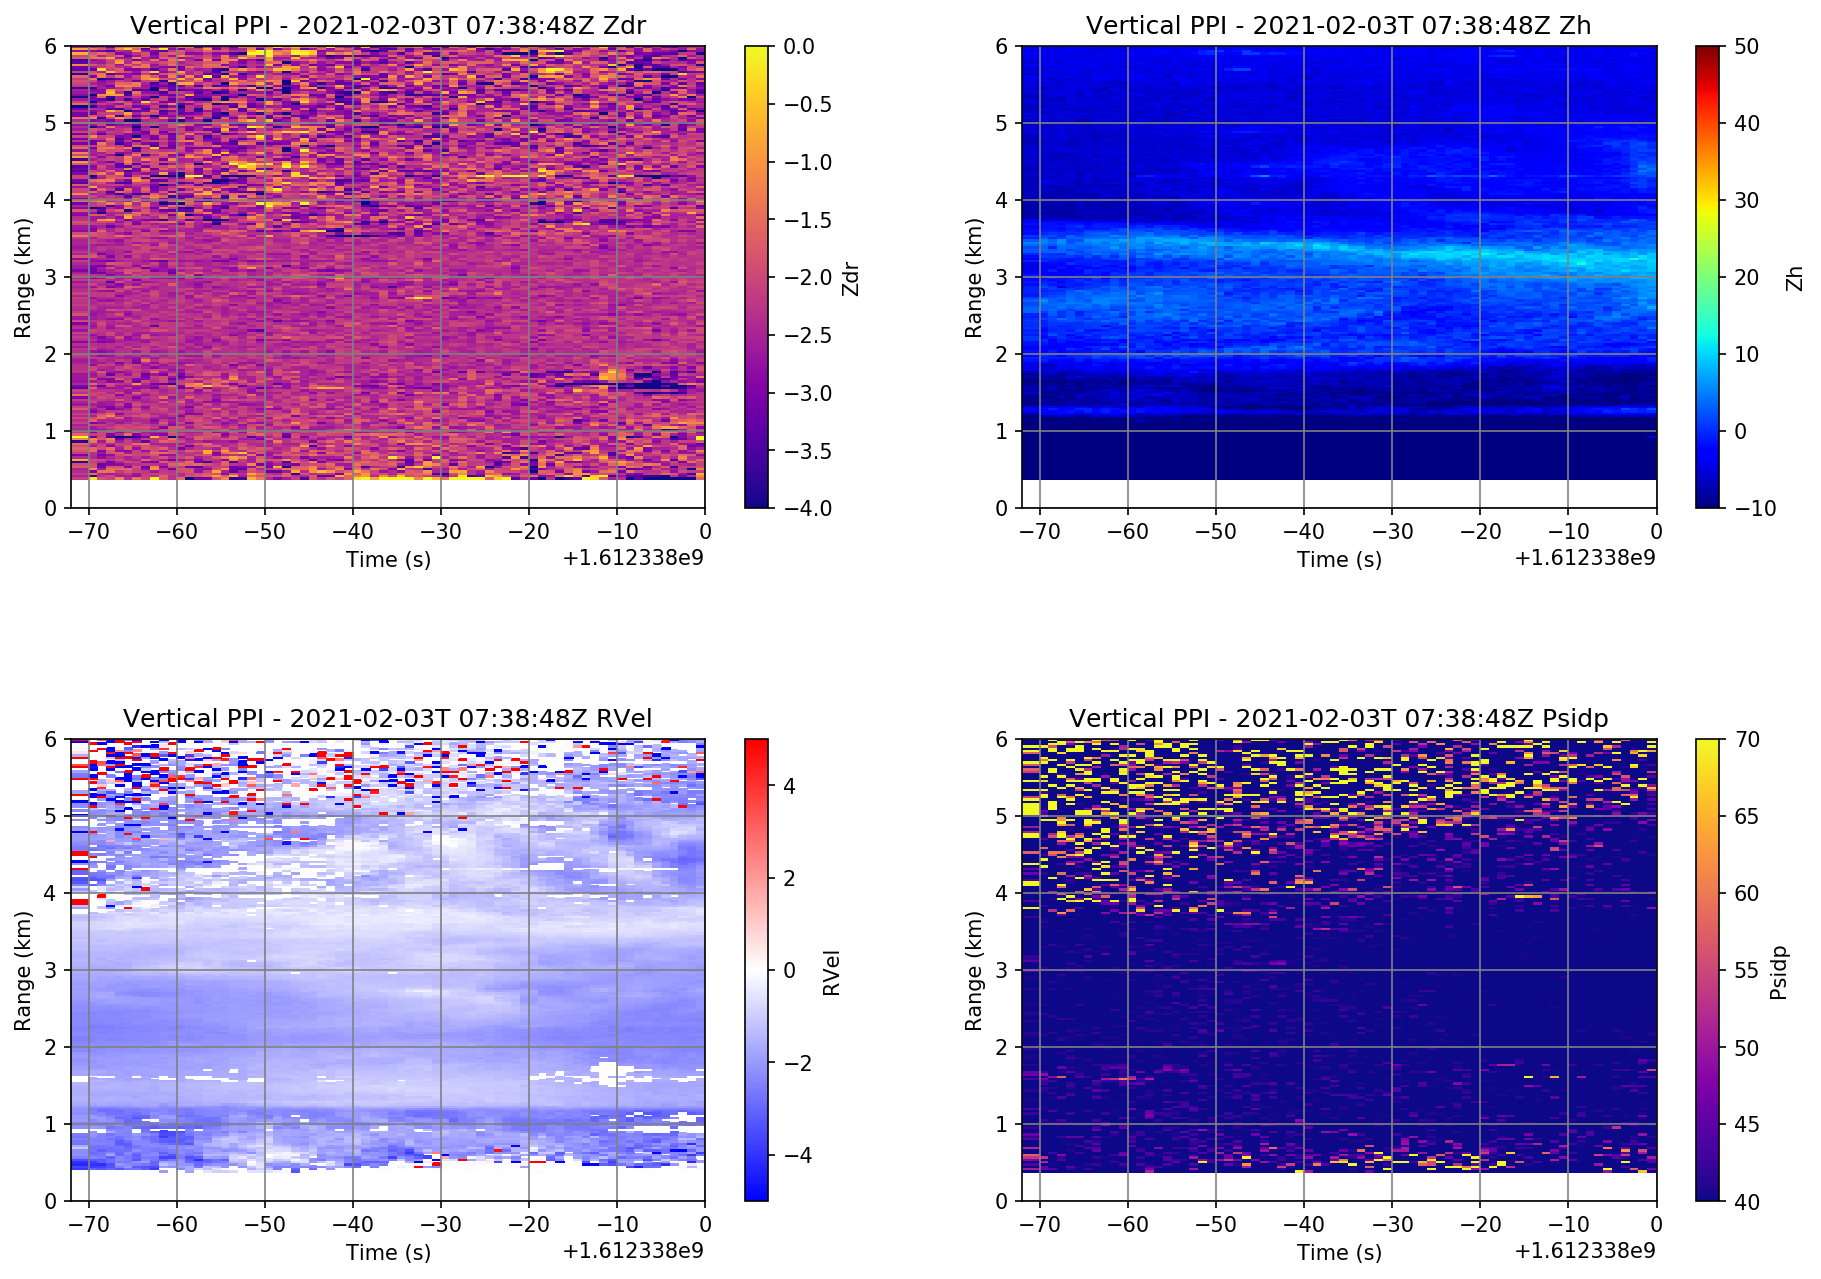 Vertical PPI - 2021-02-03T 07:38:48Z Zdr
6
5
4
3
2
1
0
Range (km)
−70 −60 −50 −40 −30 −20 −10 0
Time (s)
+1.612338e9
0.0
−0.5
−1.0
−1.5
−2.0
−2.5
−3.0
−3.5
−4.0
Zdr
Vertical PPI - 2021-02-03T 07:38:48Z Zh
6
5
4
3
2
1
0
Range (km)
−70 −60 −50 −40 −30 −20 −10 0
Time (s)
+1.612338e9
50
40
30
20
10
0
−10
Zh
Vertical PPI - 2021-02-03T 07:38:48Z RVel
6
5
4
3
2
1
0
Range (km)
−70 −60 −50 −40 −30 −20 −10 0
Time (s)
+1.612338e9
4
2
0
−2
−4
RVel
Vertical PPI - 2021-02-03T 07:38:48Z Psidp
6
5
4
3
2
1
0
Range (km)
−70 −60 −50 −40 −30 −20 −10 0
Time (s)
+1.612338e9
70
65
60
55
50
45
40
Psidp